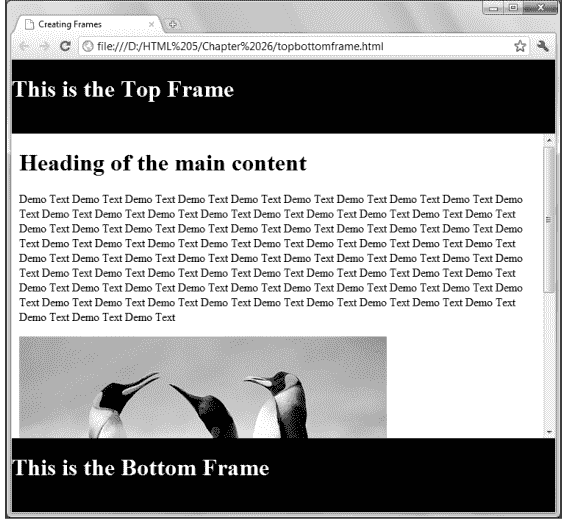 Creating Frames
file:///D:/HTML%205/Chapter%2026/topbottomframe.html
This is the Top Frame
Heading of the main content
Demo Text Demo Text Demo Text Demo Text Demo Text Demo Text Demo Text Demo Text Demo Text Demo
Text Demo Text Demo Text Demo Text Demo Text Demo Text Demo Text Demo Text Demo Text Demo Text
Demo Text Demo Text Demo Text Demo Text Demo Text Demo Text Demo Text Demo Text Demo Text Demo
Text Demo Text Demo Text Demo Text Demo Text Demo Text Demo Text Demo Text Demo Text Demo Text
Demo Text Demo Text Demo Text Demo Text Demo Text Demo Text Demo Text Demo Text Demo Text Demo
Text Demo Text Demo Text Demo Text Demo Text Demo Text Demo Text Demo Text Demo Text Demo Text
Demo Text Demo Text Demo Text Demo Text Demo Text Demo Text Demo Text Demo Text Demo Text Demo
Text Demo Text Demo Text Demo Text Demo Text Demo Text Demo Text Demo Text Demo Text Demo Text
Demo Text Demo Text Demo Text
This is the Bottom Frame